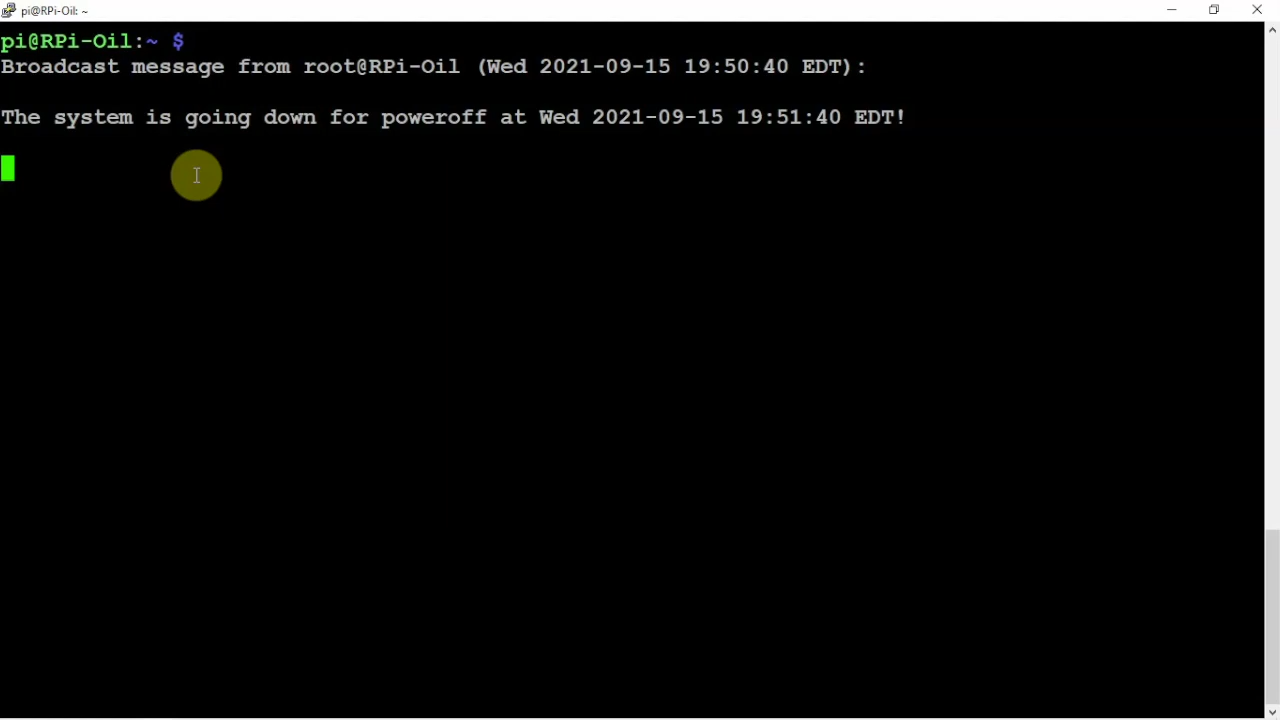 pi@RPi-Oil: ~
pi@RPi-Oil:~ $
Broadcast message from root@RPi-Oil (Wed 2021-09-15 19:50:40 EDT):
The system is going down for poweroff at Wed 2021-09-15 19:51:40 EDT!